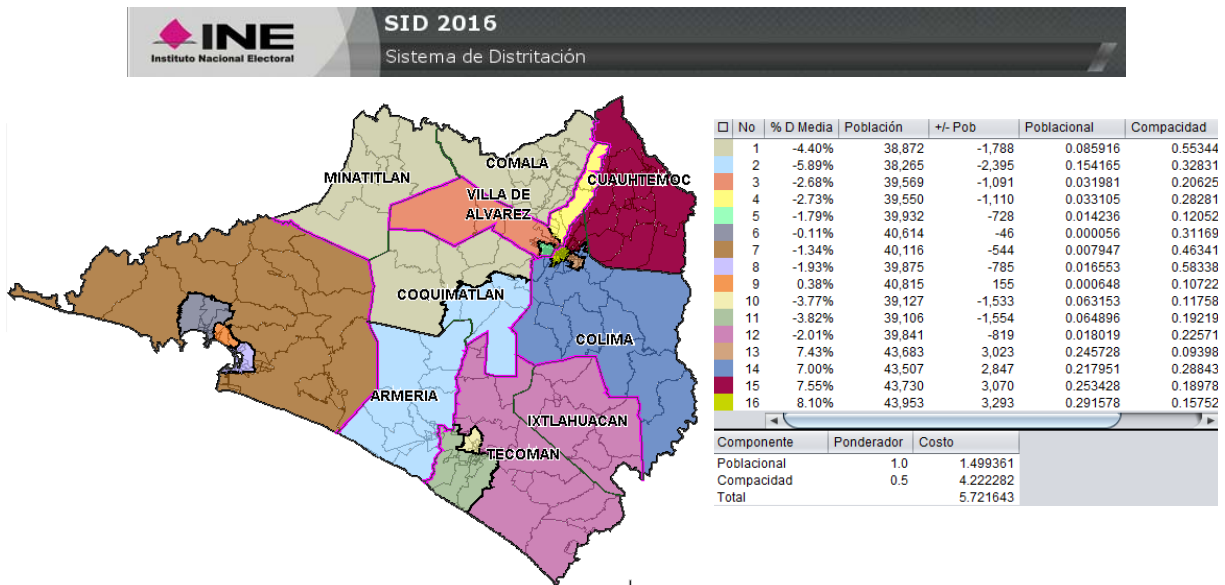 INE
Instituto Nacional Electoral
SID 2016
Sistema de Distritación
COMALA
MINATITLAN
CUAUHTEMOC
VILLA DE
ALVAREZ
COQUIMATLAN
COLIMA
ARMERIA
IXTLAHUACAN
TECOMAN
No % D Media Población +/- Pob Poblacional Compacidad
1 -4.40% 38,872 -1,788 0.085916 0.55344
2 -5.89% 38,265 -2,395 0.154165 0.32831
3 -2.68% 39,569 -1,091 0.031981 0.20625
4 -2.73% 39,550 -1,110 0.033105 0.28281
5 -1.79% 39,932 -728 0.014236 0.12052
6 -0.11% 40,614 -46 0.000056 0.31169
7 -1.34% 40,116 -544 0.007947 0.46341
8 -1.93% 39,875 -785 0.016553 0.58338
9 0.38% 40,815 155 0.000648 0.10722
10 -3.77% 39,127 -1,533 0.063153 0.11758
11 -3.82% 39,106 -1,554 0.064896 0.19219
12 -2.01% 39,841 -819 0.018019 0.22571
13 7.43% 43,683 3,023 0.245728 0.09398
14 7.00% 43,507 2,847 0.217951 0.28843
15 7.55% 43,730 3,070 0.253428 0.18978
16 8.10% 43,953 3,293 0.291578 0.15752
Componente Ponderador Costo
Poblacional 1.0 1.499361
Compacidad 0.5 4.222282
Total 5.721643